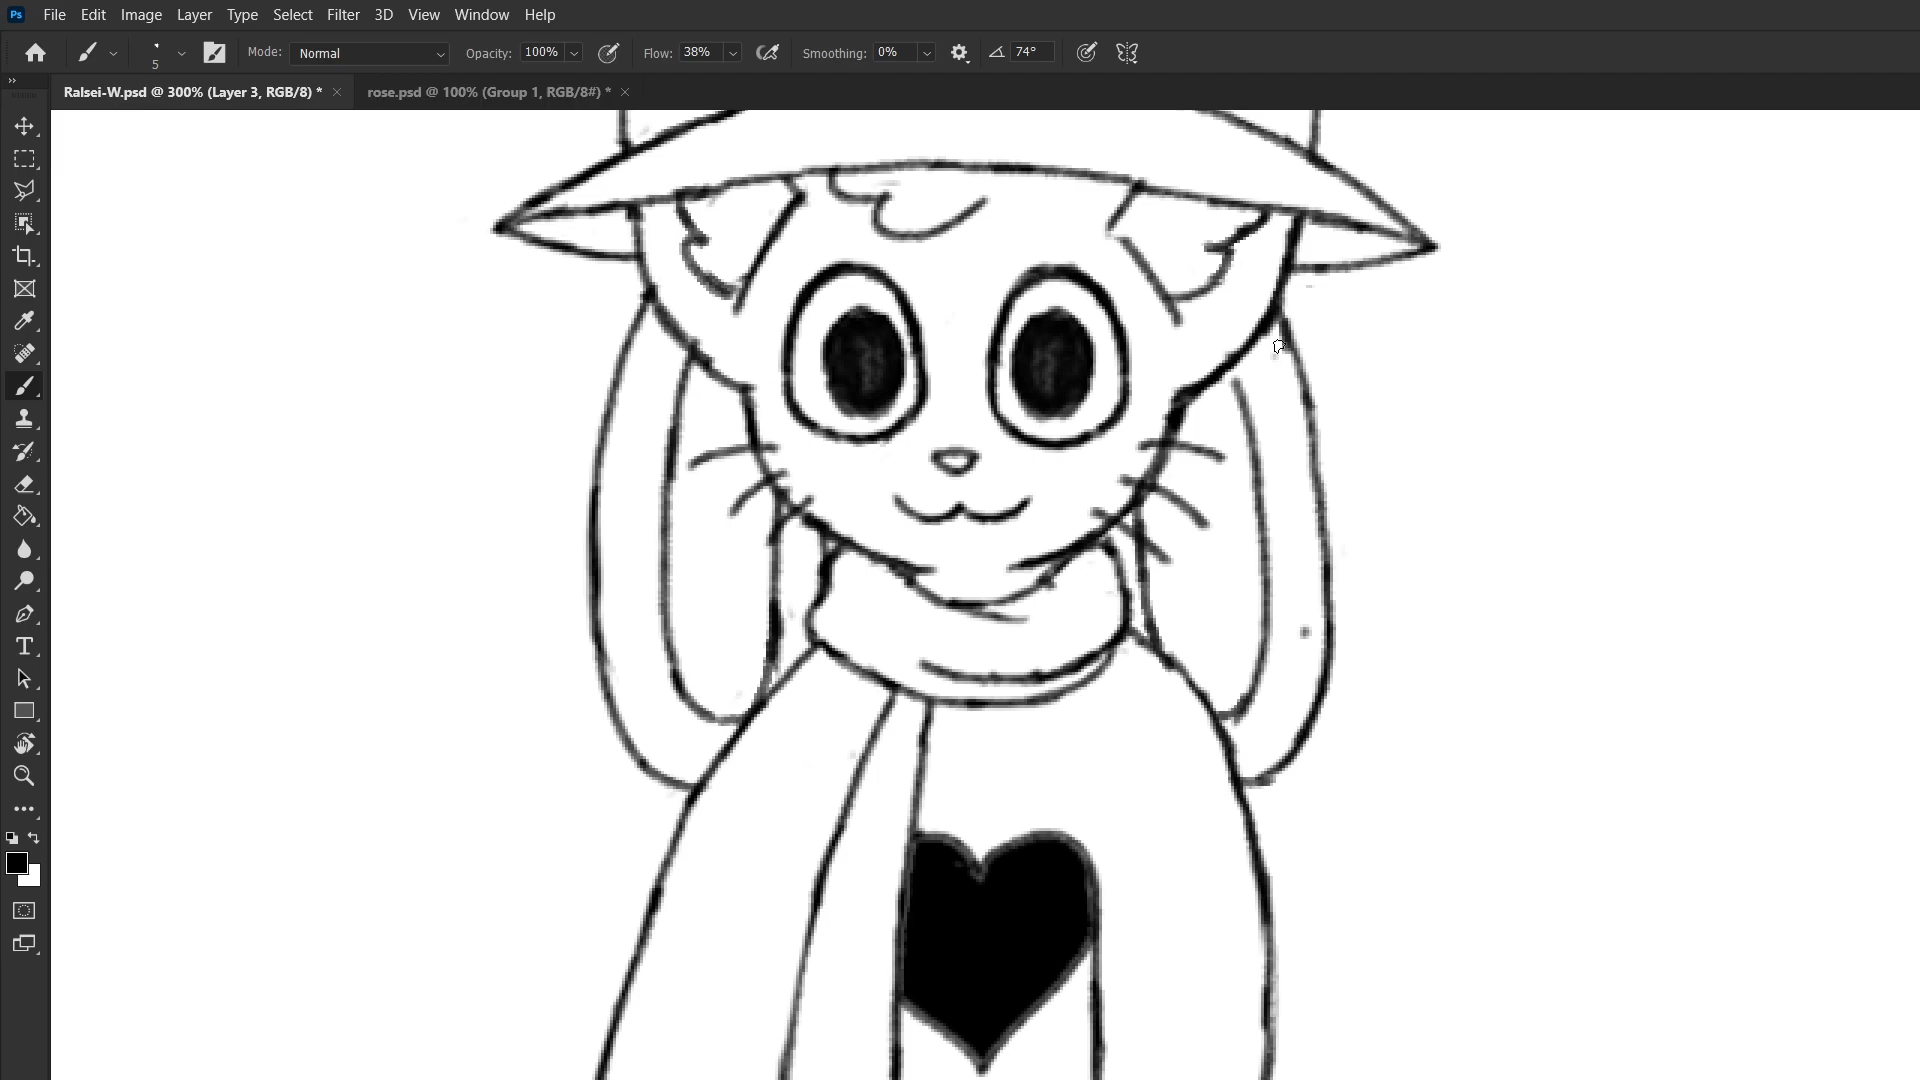 Ps File Edit Image Layer Type Select Filter 3D View Window Help
5 Mode: Normal Opacity: 100% Flow: 38% Smoothing: 0% 74°
Ralsei-W.psd @ 300% (Layer 3, RGB/8) * × rose.psd @ 100% (Group 1, RGB/8#) * ×
T